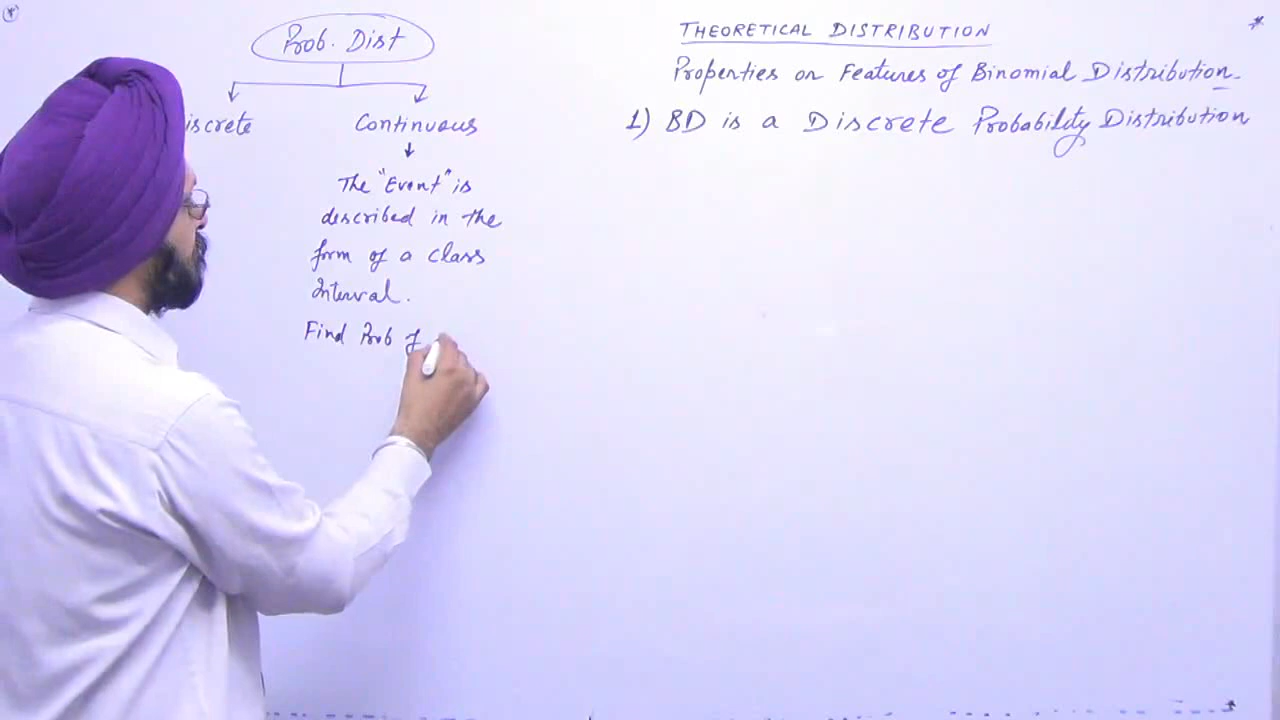 Prob. Dist
iscrete
Continuous
The "Event" is
described in the
form of a class
Interval.
Find Prob of
THEORETICAL DISTRIBUTION
Properties or Features of Binomial Distribution.
1) BD is a Discrete Probability Distribution